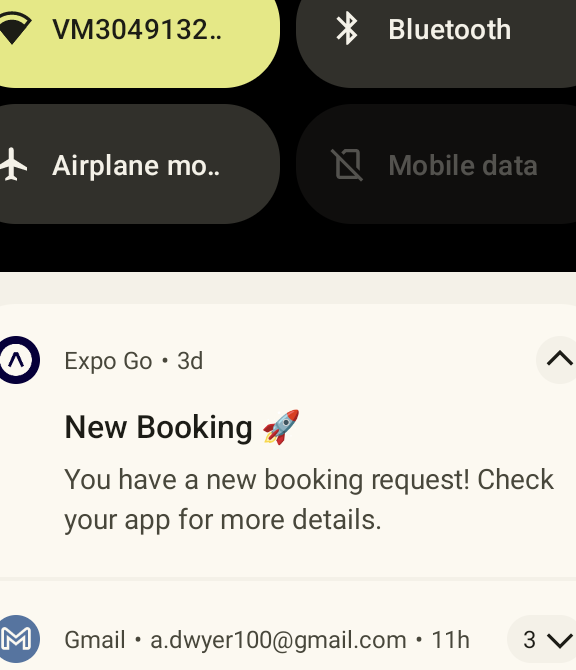 VM3049132..
Bluetooth
Airplane mo..
Mobile data
Expo Go • 3d
New Booking 🚀
You have a new booking request! Check
your app for more details.
Gmail • a.dwyer100@gmail.com • 11h
3